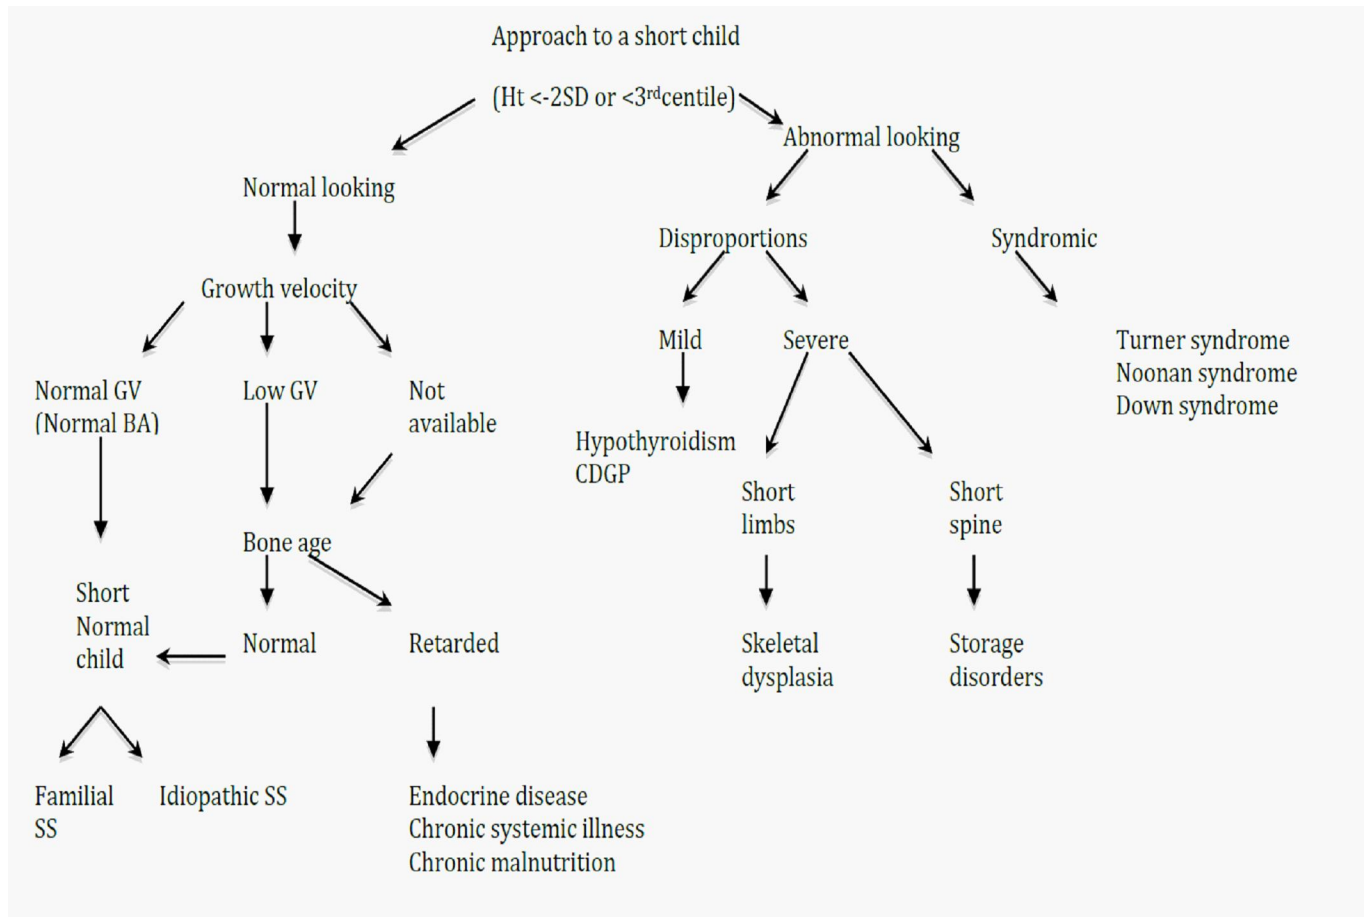 Approach to a short child
(Ht <-2SD or <3rdcentile)
Abnormal looking
Normal looking
Disproportions
Syndromic
Growth velocity
Mild
Severe
Turner syndrome
Noonan syndrome
Down syndrome
Normal GV
(Normal BA)
Low GV
Not
available
Hypothyroidism
CDGP
Short
limbs
Short
spine
Bone age
Short
Normal
child
Normal
Retarded
Skeletal
dysplasia
Storage
disorders
Familial
SS
Idiopathic SS
Endocrine disease
Chronic systemic illness
Chronic malnutrition